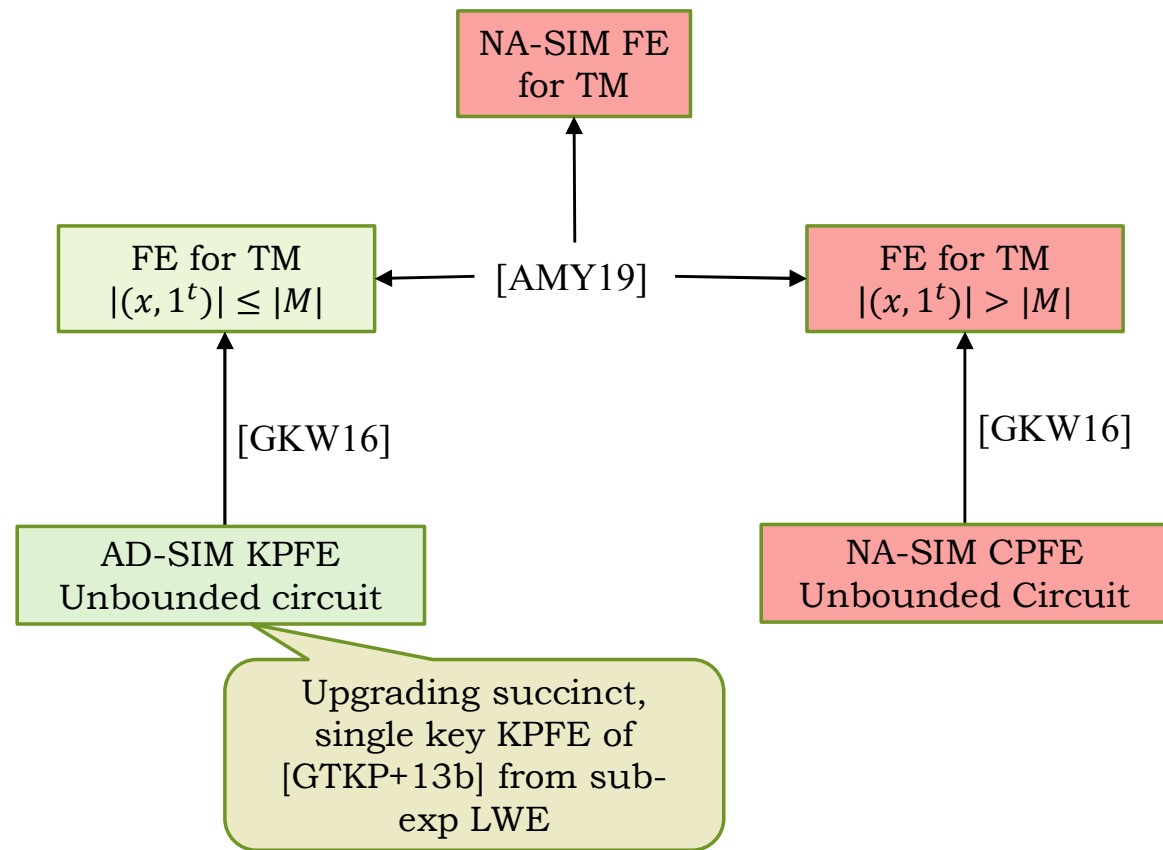 NA-SIM FE
for TM
FE for TM
|(x, 1^t)| ≤ |M|
[AMY19]
FE for TM
|(x, 1^t)| > |M|
[GKW16]
[GKW16]
AD-SIM KPFE
Unbounded circuit
NA-SIM CPFE
Unbounded Circuit
Upgrading succinct,
single key KPFE of
[GTKP+13b] from sub-
exp LWE